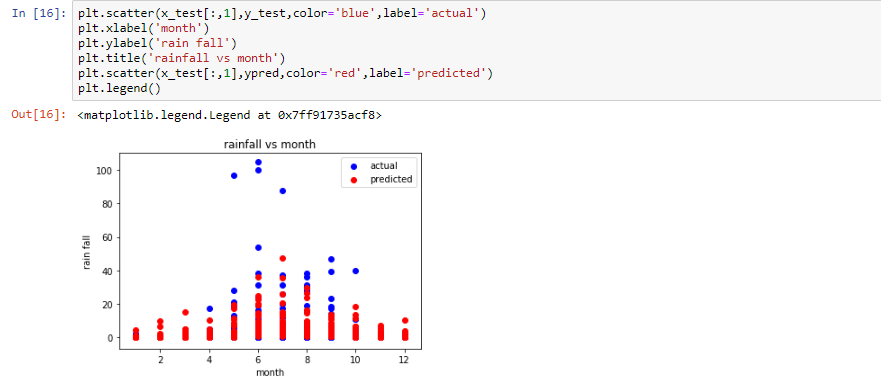 In [16]: plt.scatter(x_test[:,1],y_test,color='blue',label='actual')
plt.xlabel('month')
plt.ylabel('rain fall')
plt.title('rainfall vs month')
plt.scatter(x_test[:,1],ypred,color='red',label='predicted')
plt.legend()
Out[16]: <matplotlib.legend.Legend at 0x7ff91735acf8>
rainfall vs month
actual
predicted
100
80
60
40
20
0
rain fall
2 4 6 8 10 12
month